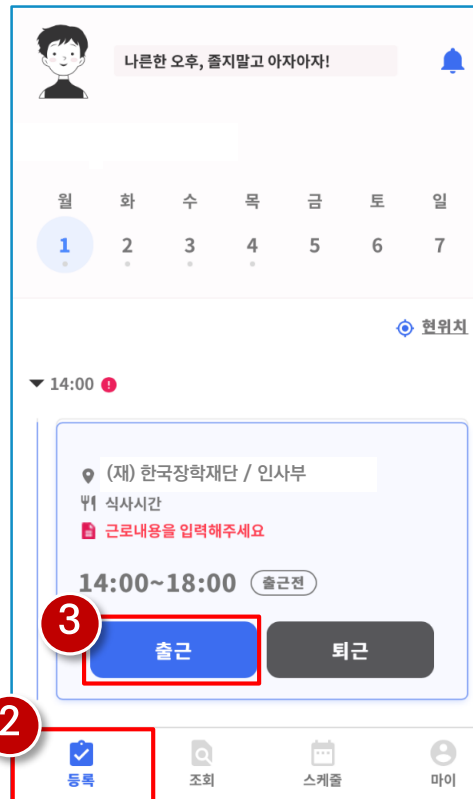 나른한 오후, 졸지말고 아자아자!
월 화 수 목 금 토 일
1 2 3 4 5 6 7
현위치
14:00
(재) 한국장학재단 / 인사부
식사시간
근로내용을 입력해주세요
14:00~18:00 출근전
3
출근 퇴근
2
등록 조회 스케줄 마이